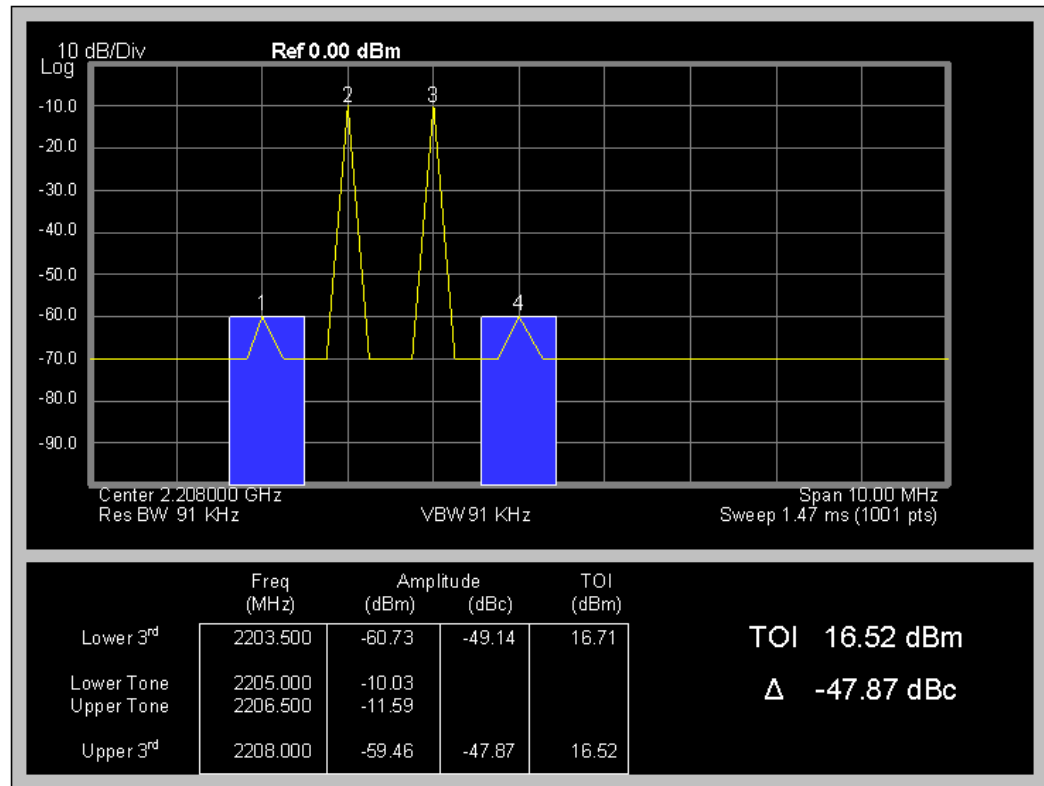 10 dB/Div
Ref 0.00 dBm
Log
2 3
-10.0
-20.0
-30.0
-40.0
-50.0
1 4
-60.0
-70.0
-80.0
-90.0
Center 2.208000 GHz
Span 10.00 MHz
Res BW 91 KHz
VBW 91 KHz
Sweep 1.47 ms (1001 pts)
Freq Amplitude TOI
(MHz) (dBm) (dBc) (dBm)
Lower 3rd 2203.500 -60.73 -49.14 16.71
TOI 16.52 dBm
Lower Tone 2205.000 -10.03
Δ -47.87 dBc
Upper Tone 2206.500 -11.59
Upper 3rd 2208.000 -59.46 -47.87 16.52